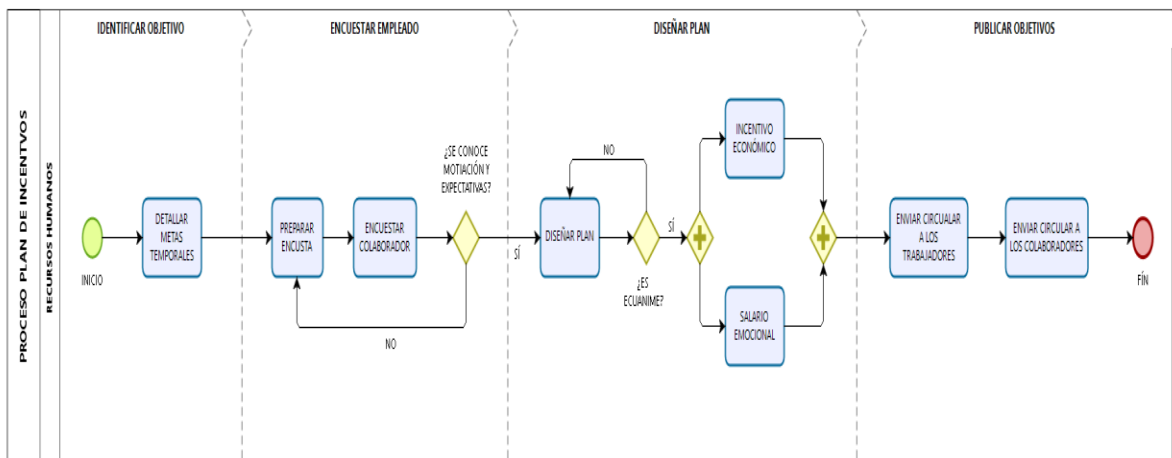 PROCESO PLAN DE INCENTVOS
RECURSOS HUMANOS
IDENTIFICAR OBJETIVO
ENCUESTAR EMPLEADO
DISEÑAR PLAN
PUBLICAR OBJETIVOS
INICIO
DETALLAR
METAS
TEMPORALES
PREPARAR
ENCUSTA
ENCUESTAR
COLABORADOR
¿SE CONOCE
MOTIACIÓN Y
EXPECTATIVAS?
NO
SÍ
DISEÑAR PLAN
NO
¿ES
ECUANIME?
SÍ
INCENTIVO
ECONÓMICO
SALARIO
EMOCIONAL
ENVIAR CIRCUALAR
A LOS
TRABAJADORES
ENVIAR CIRCULAR A
LOS COLABORADORES
FÍN